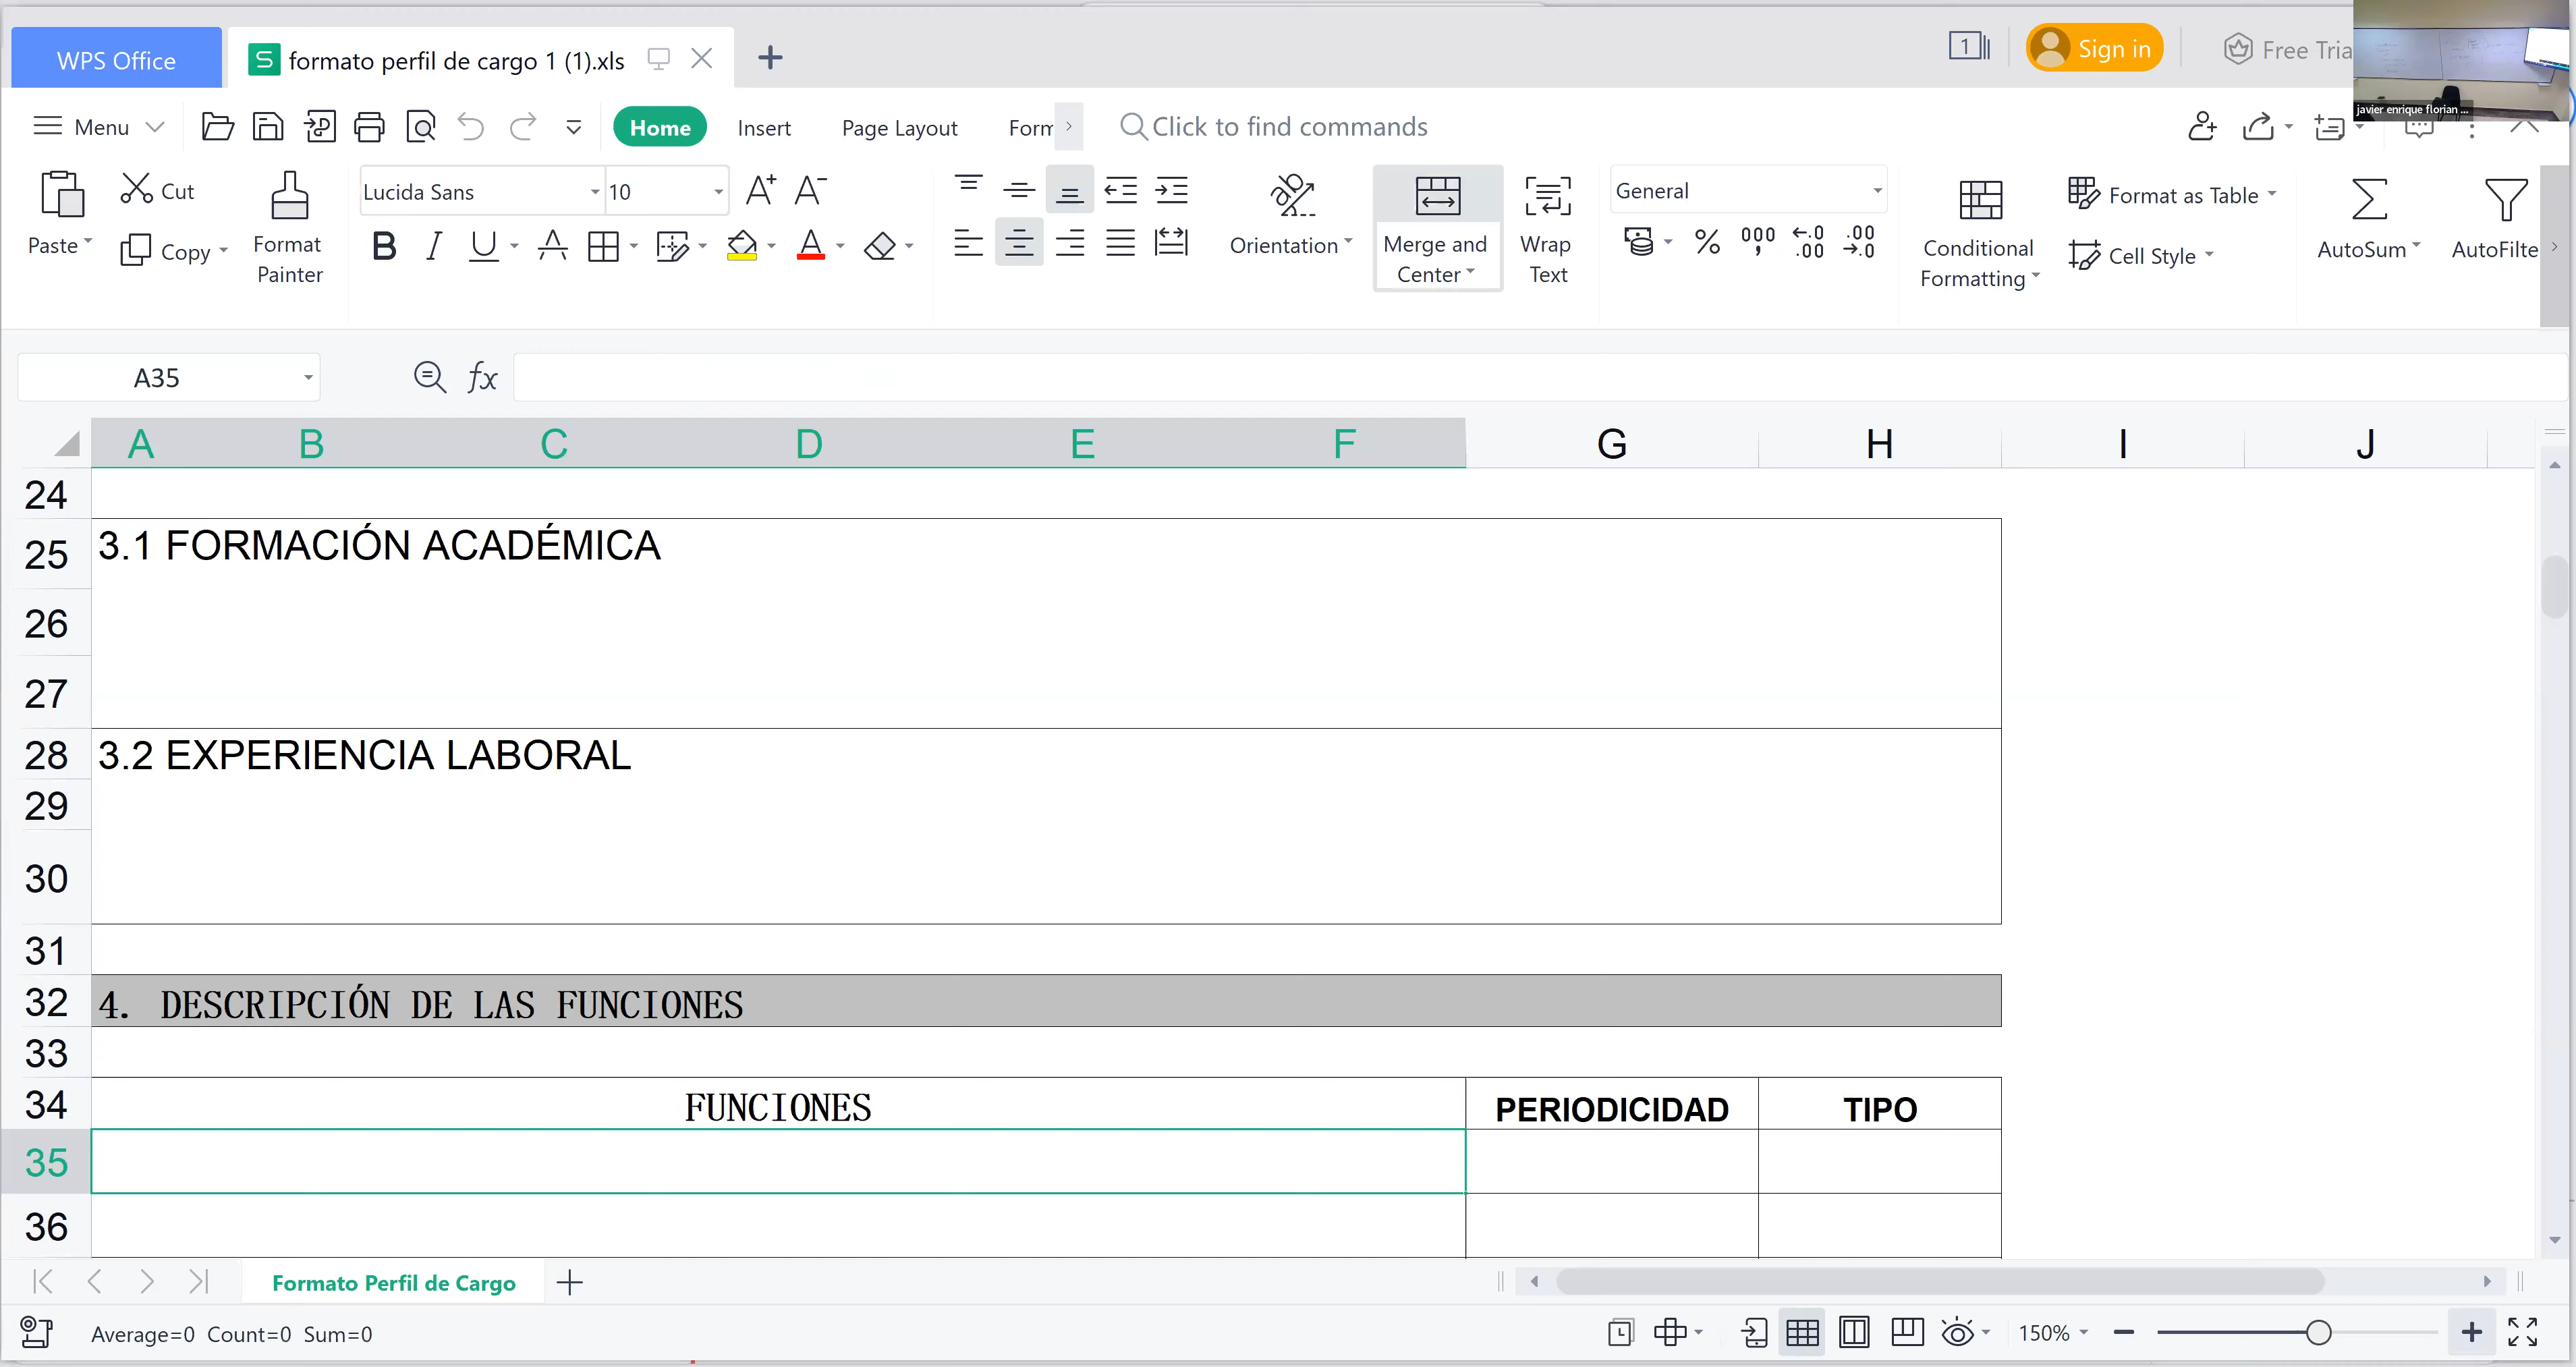 WPS Office
formato perfil de cargo 1 (1).xls
Sign in
Free Tria
javier enrique florian ...
Menu
Home
Insert
Page Layout
Form
Click to find commands
Paste
Cut
Copy
Format Painter
Lucida Sans
10
Orientation
Merge and Center
Wrap Text
General
Conditional Formatting
Format as Table
Cell Style
AutoSum
AutoFilte
A35
A B C D E F G H I J
24
25 3.1 FORMACIÓN ACADÉMICA
26
27
28 3.2 EXPERIENCIA LABORAL
29
30
31
32 4. DESCRIPCIÓN DE LAS FUNCIONES
33
34 FUNCIONES PERIODICIDAD TIPO
35
36
Formato Perfil de Cargo
Average=0 Count=0 Sum=0
150%